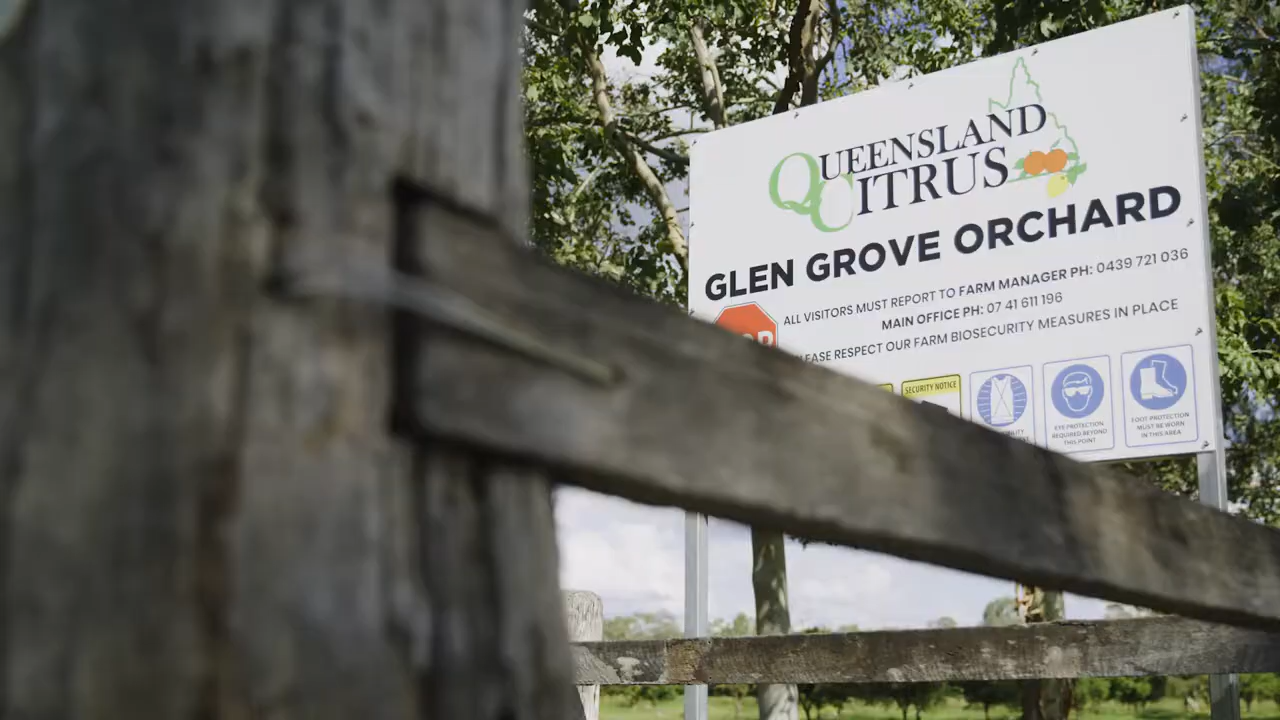 QUEENSLAND
CITRUS
GLEN GROVE ORCHARD
ALL VISITORS MUST REPORT TO FARM MANAGER PH: 0439 721 036
MAIN OFFICE PH: 07 41 611 196
RESPECT OUR FARM BIOSECURITY MEASURES IN PLACE
SECURITY NOTICE
EYE PROTECTION
REQUIRED BEYOND
THIS POINT
FOOT PROTECTION
MUST BE WORN
IN THIS AREA